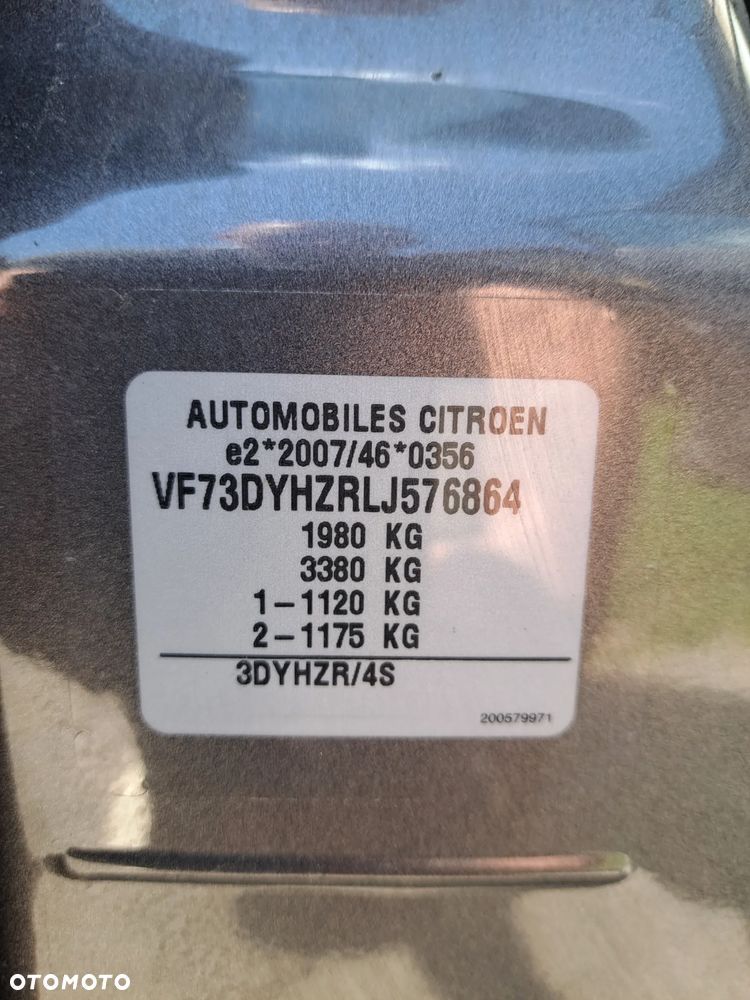 AUTOMOBILES CITROEN
e2*2007/46*0356
VF73DYHZRLJ576864
1980 KG
3380 KG
1-1120 KG
2-1175 KG
3DYHZR/4S
200579971
OTOMOTO